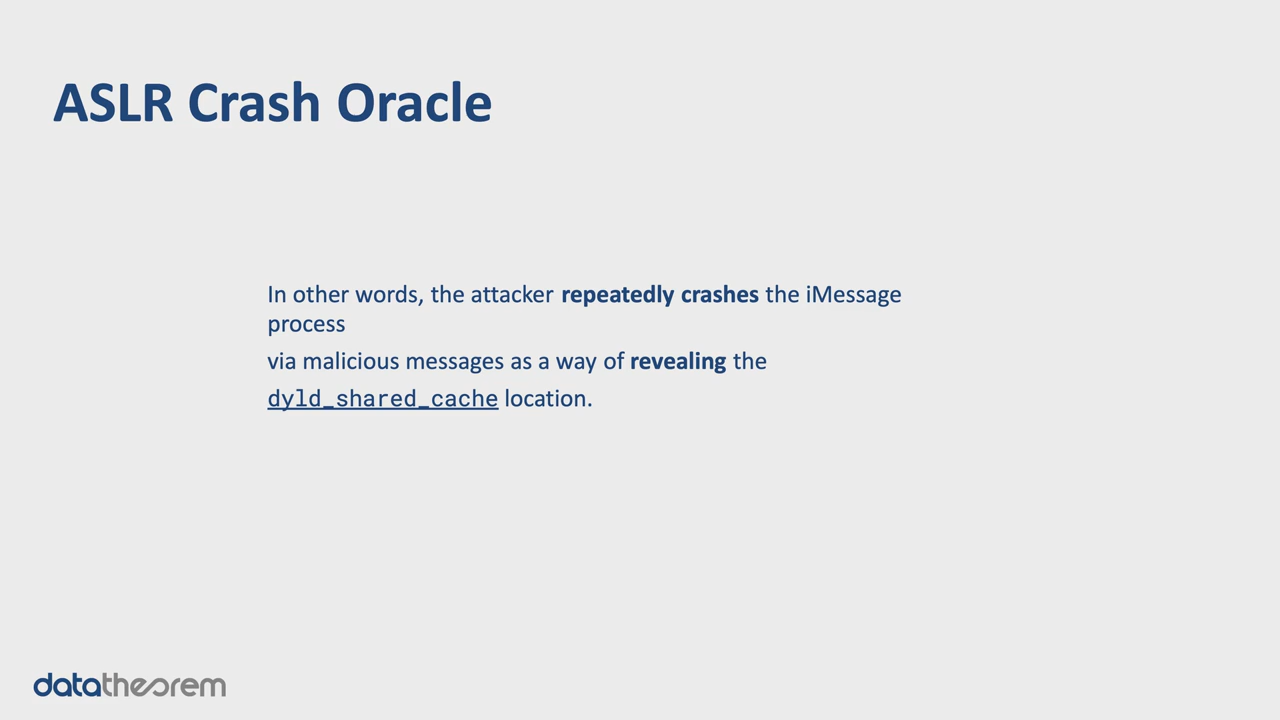 ASLR Crash Oracle
In other words, the attacker repeatedly crashes the iMessage
process
via malicious messages as a way of revealing the
dyld_shared_cache location.
datatheorem